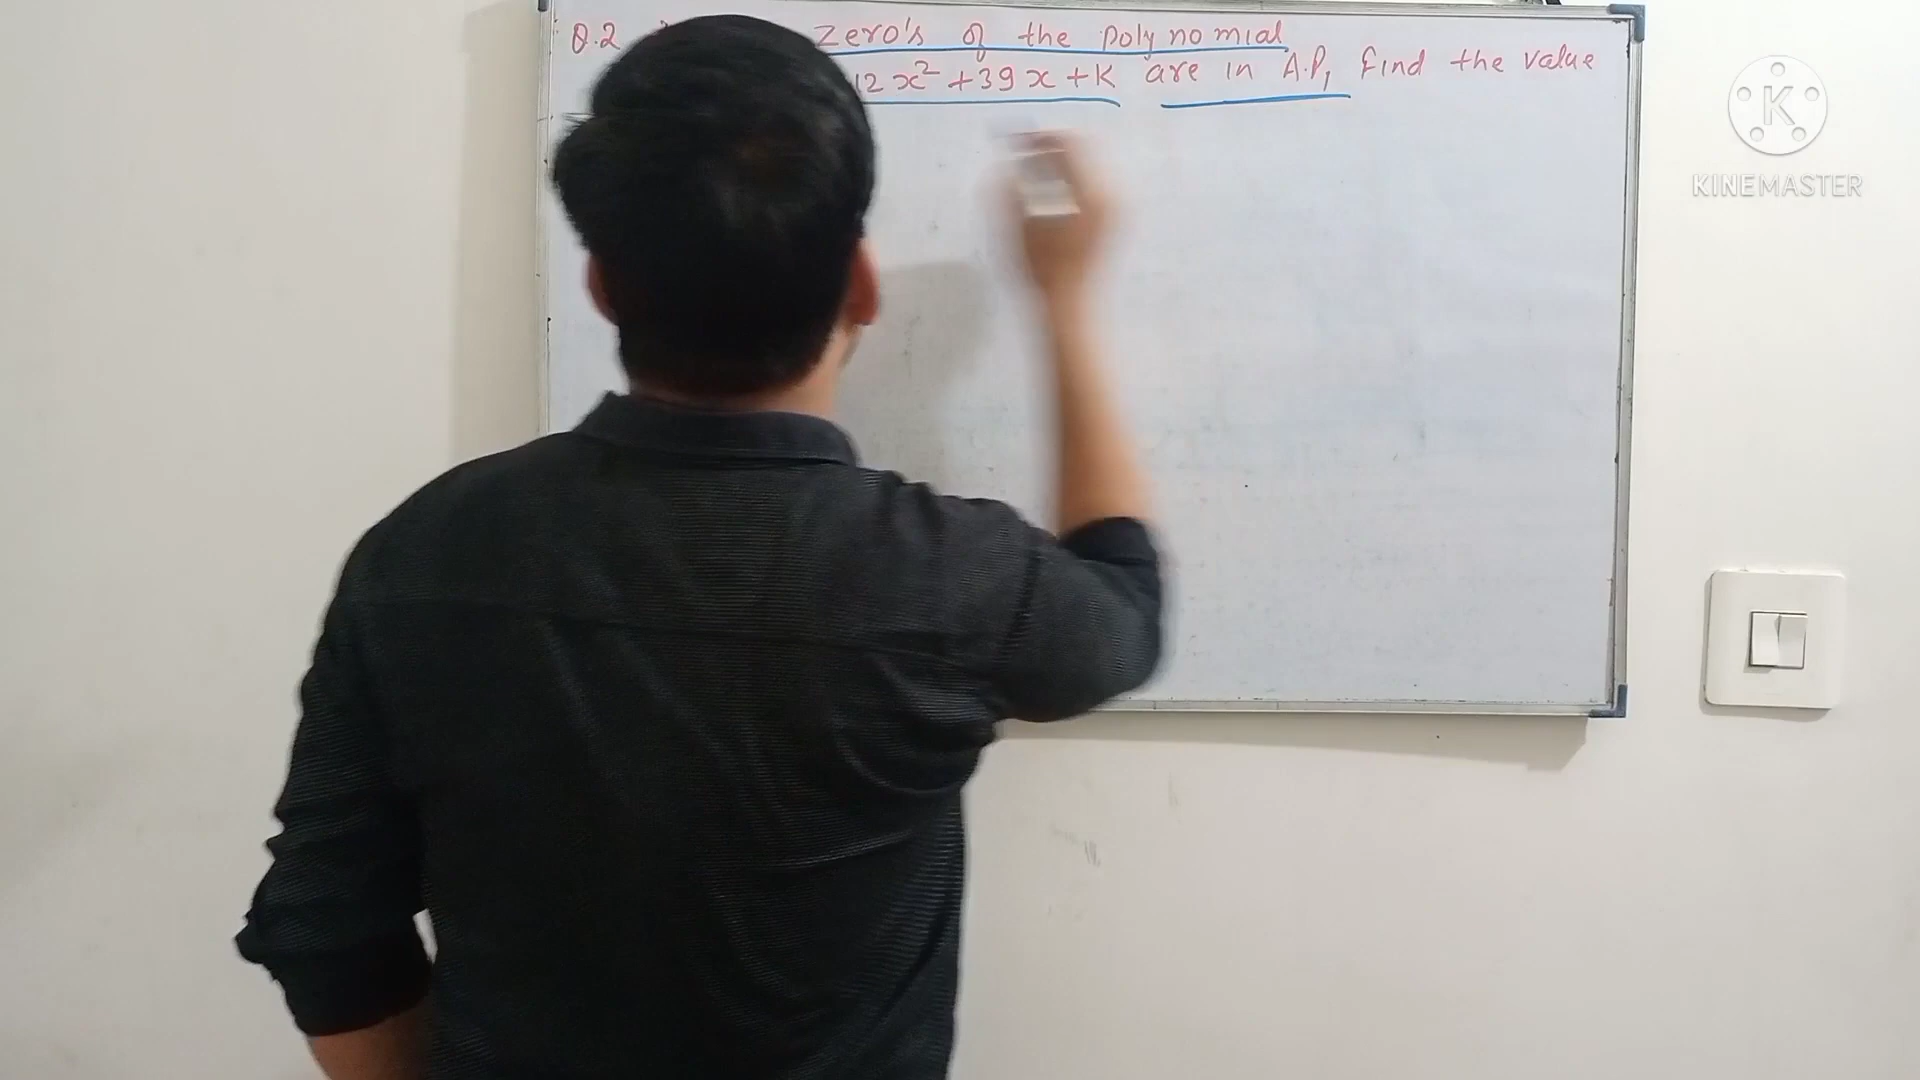 Q.2 zero's of the polynomial
12x² + 39x + K are in A.P, find the value
K
KINEMASTER